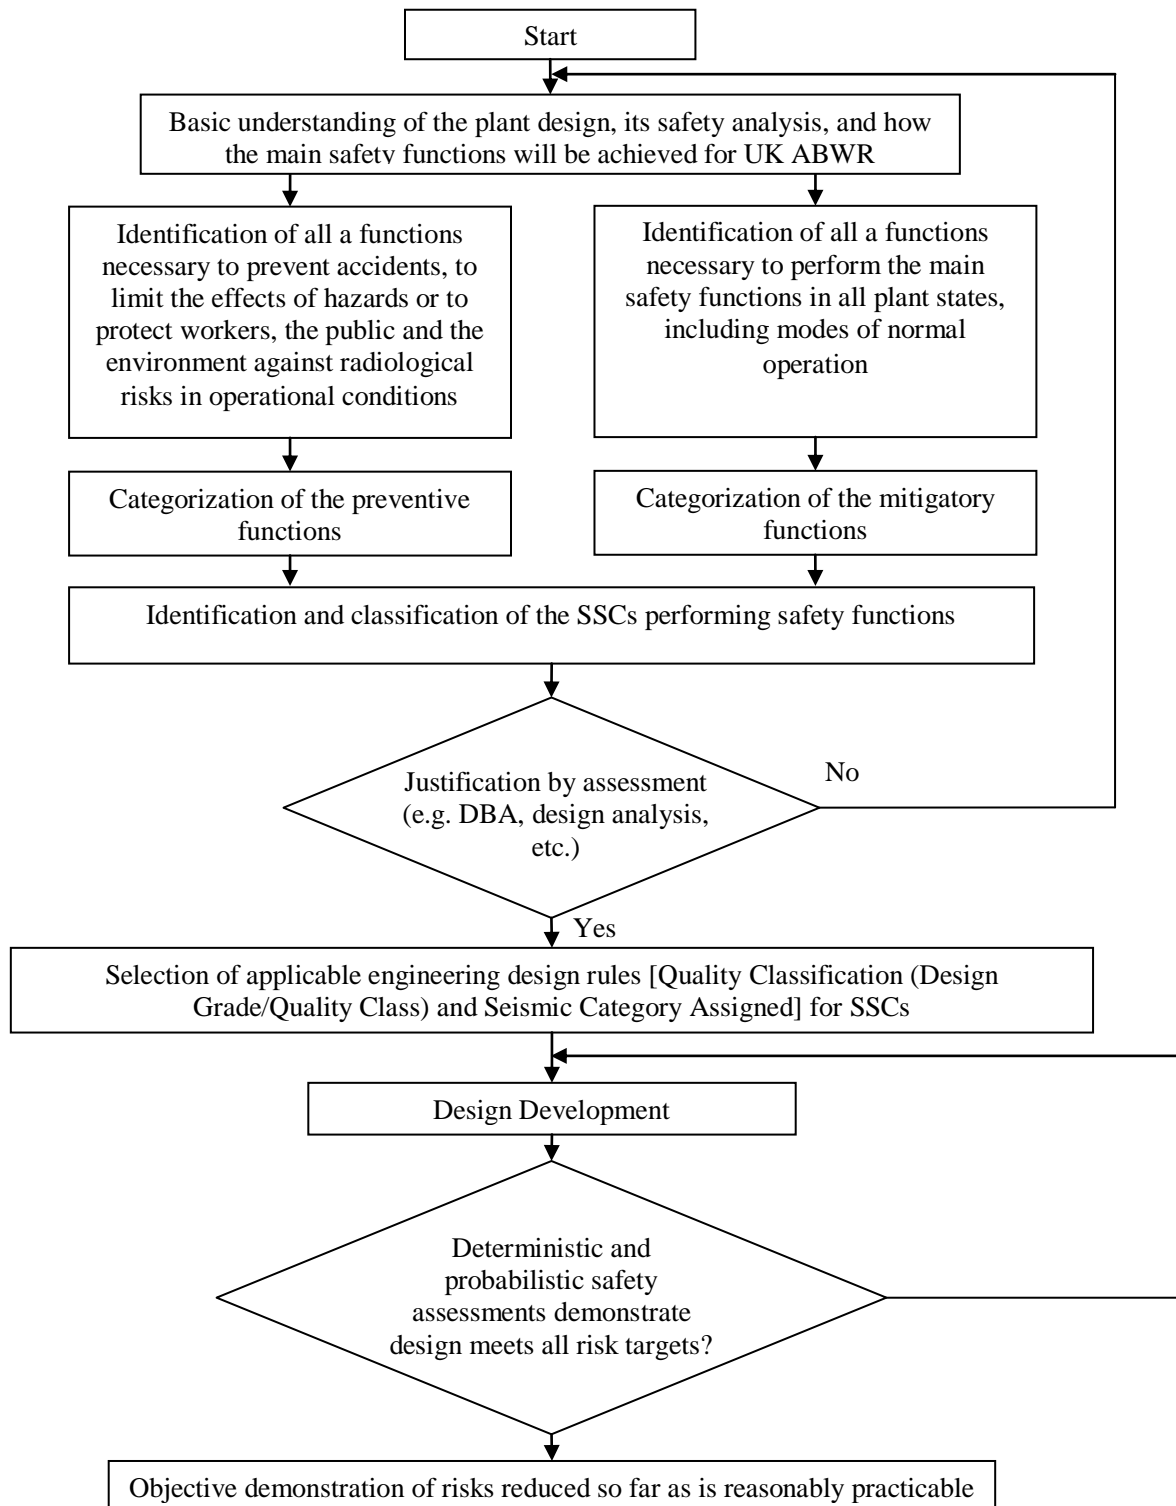 Start
Basic understanding of the plant design, its safety analysis, and how
the main safety functions will be achieved for UK ABWR
Identification of all a functions
necessary to prevent accidents, to
limit the effects of hazards or to
protect workers, the public and the
environment against radiological
risks in operational conditions
Identification of all a functions
necessary to perform the main
safety functions in all plant states,
including modes of normal
operation
Categorization of the preventive
functions
Categorization of the mitigatory
functions
Identification and classification of the SSCs performing safety functions
Justification by assessment
(e.g. DBA, design analysis,
etc.)
No
Yes
Selection of applicable engineering design rules [Quality Classification (Design
Grade/Quality Class) and Seismic Category Assigned] for SSCs
Design Development
Deterministic and
probabilistic safety
assessments demonstrate
design meets all risk targets?
Objective demonstration of risks reduced so far as is reasonably practicable